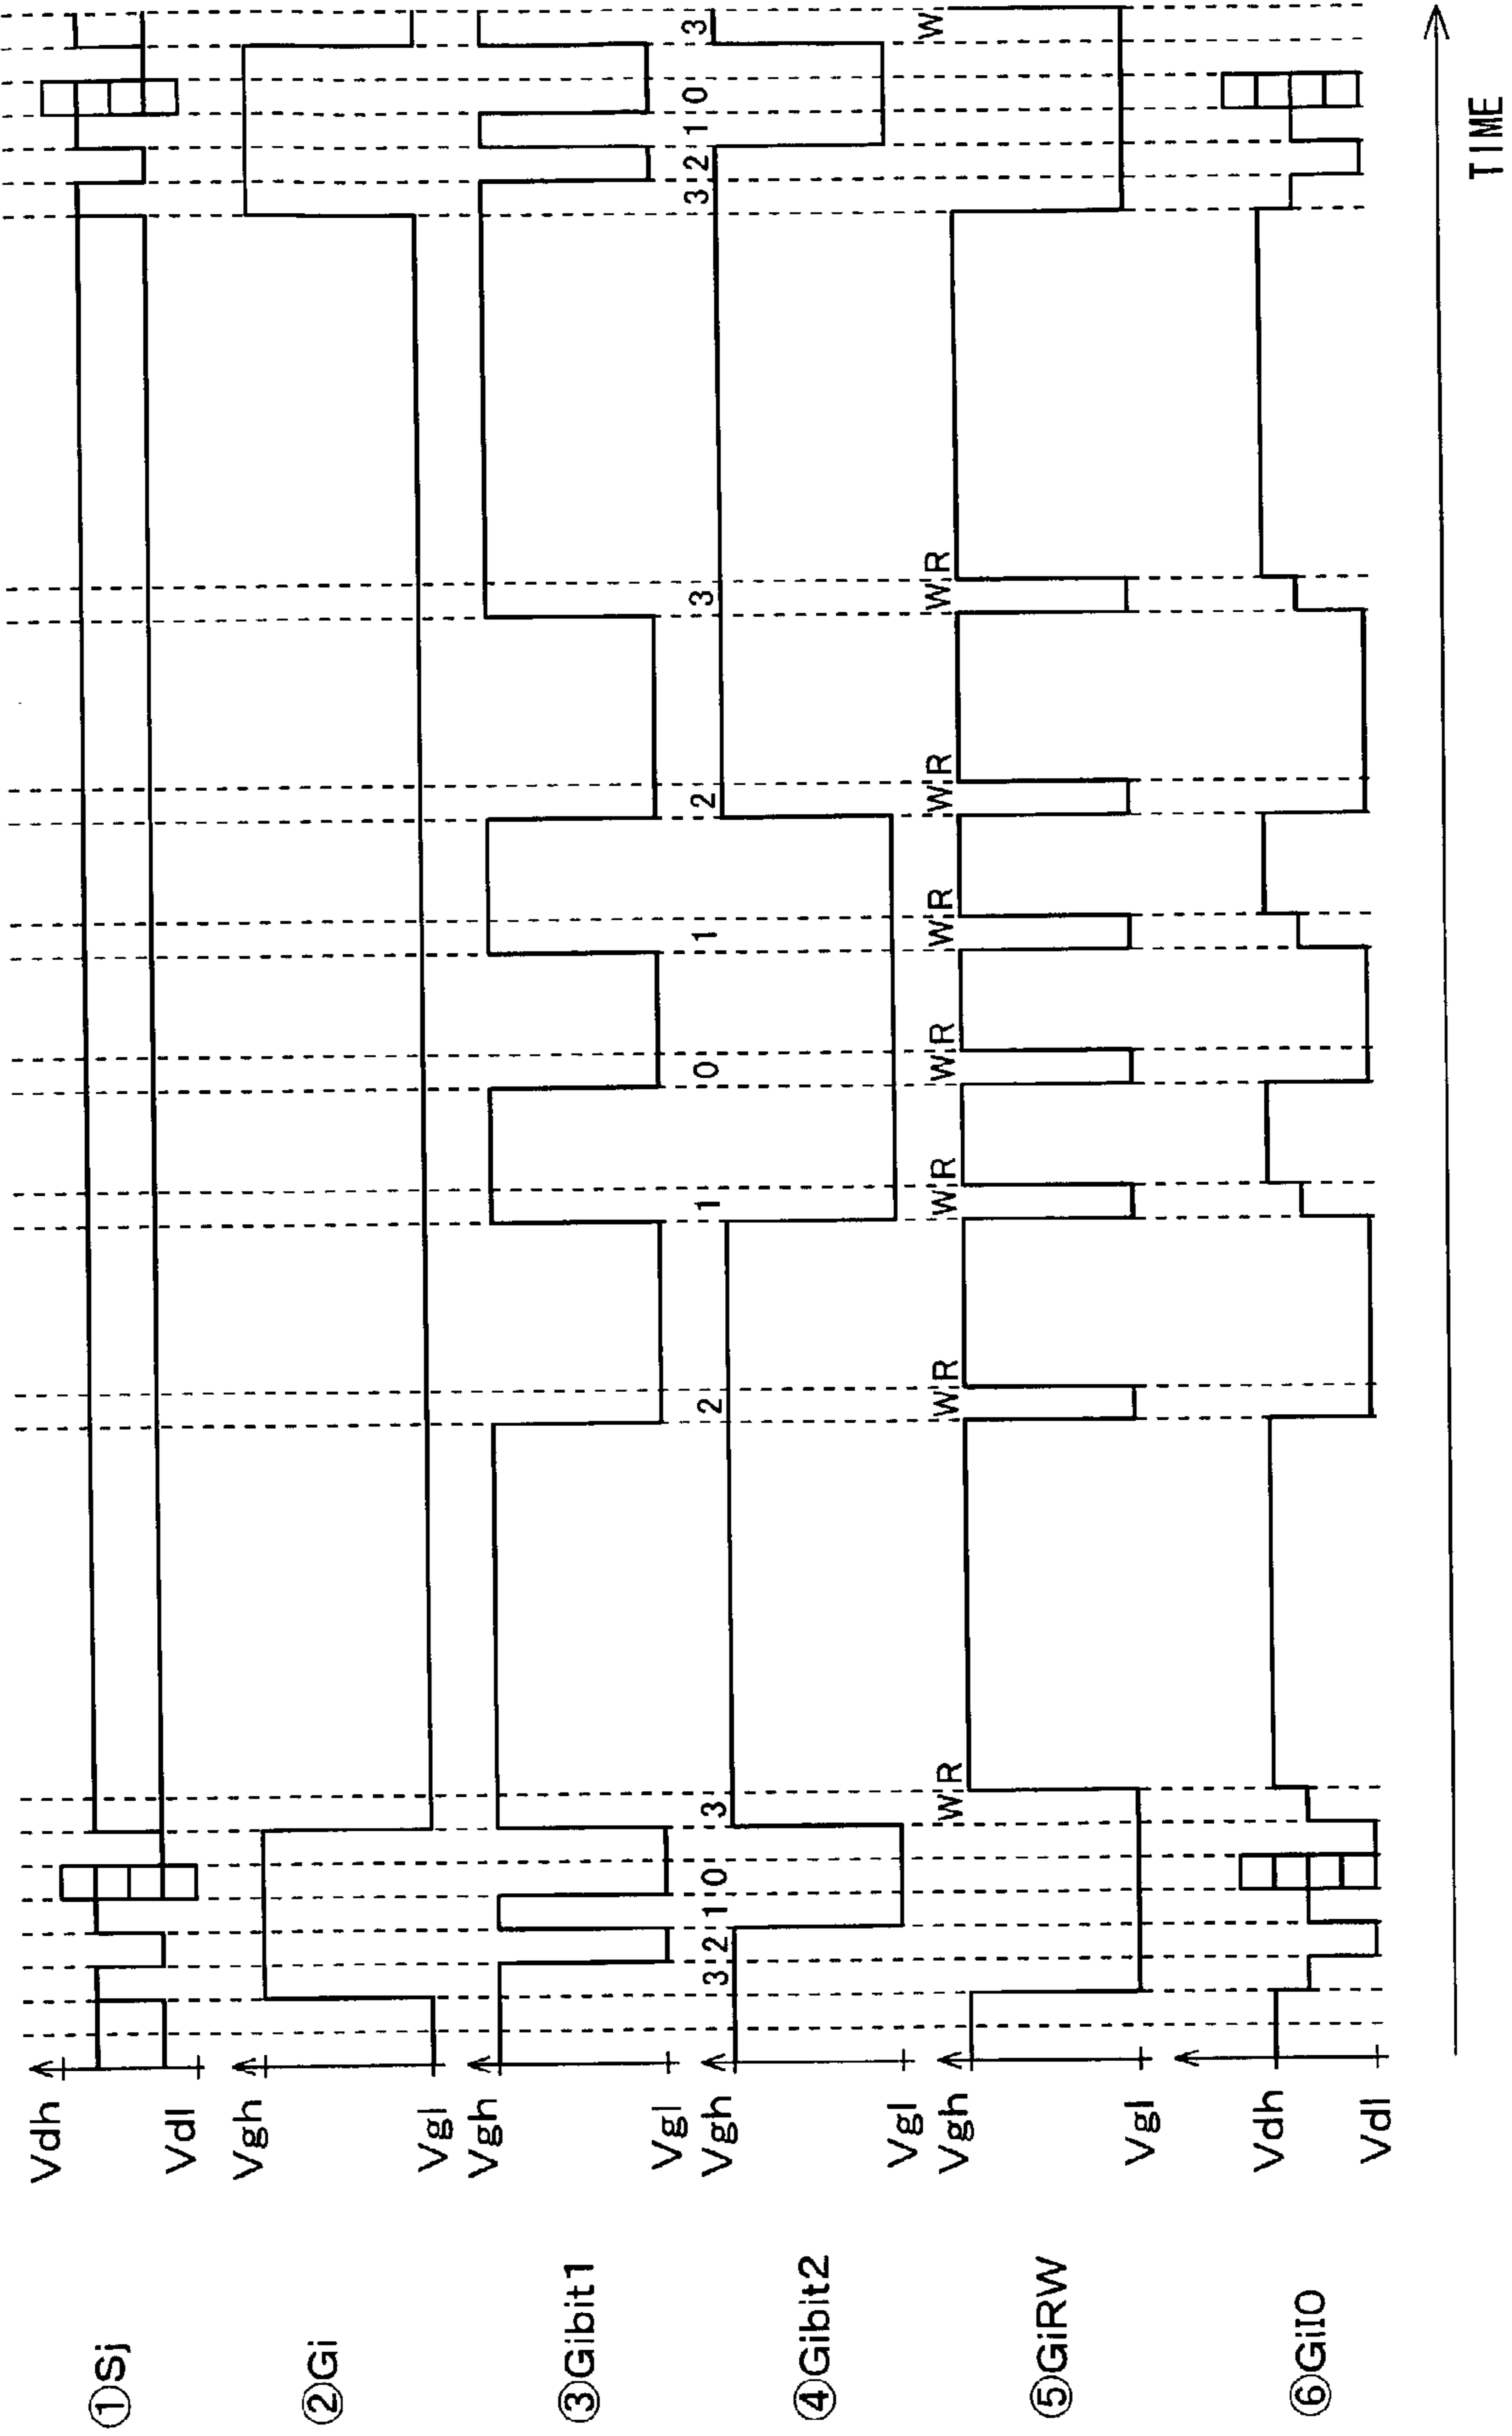 Vdh
①Sj
Vdl
Vgh
②Gi
Vgl
Vgh
③Gibit1
Vgl
3 2 1 0 3 2 1 0 1 2 3 3 2 1 0 3
Vgh
④Gibit2
Vgl
W R W R W R W R W R W R W R W
Vgh
⑤GiRW
Vgl
Vdh
⑥GiIO
Vdl
TIME